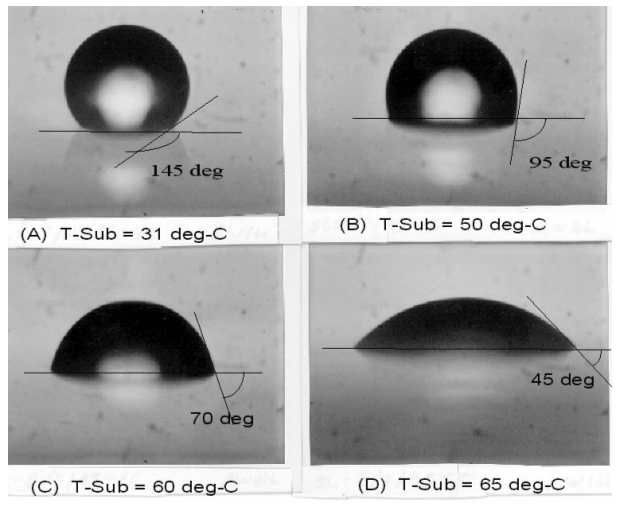 145 deg
95 deg
(A) T-Sub = 31 deg-C
(B) T-Sub = 50 deg-C
70 deg
45 deg
(C) T-Sub = 60 deg-C
(D) T-Sub = 65 deg-C